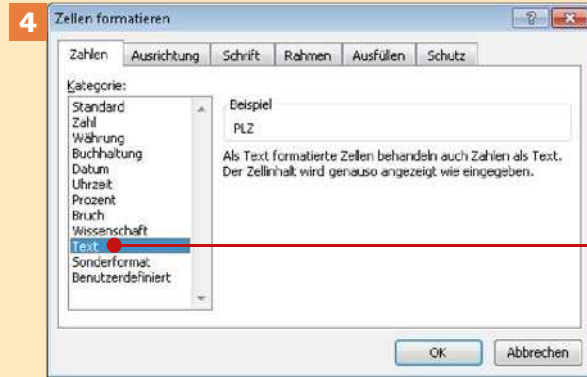 4
Zellen formatieren
Zahlen Ausrichtung Schrift Rahmen Ausfüllen Schutz
Kategorie:
Standard
Zahl
Währung
Buchhaltung
Datum
Uhrzeit
Prozent
Bruch
Wissenschaft
Text
Sonderformat
Benutzerdefiniert
Beispiel
PLZ
Als Text formatierte Zellen behandeln auch Zahlen als Text.
Der Zellinhalt wird genauso angezeigt wie eingegeben.
OK Abbrechen